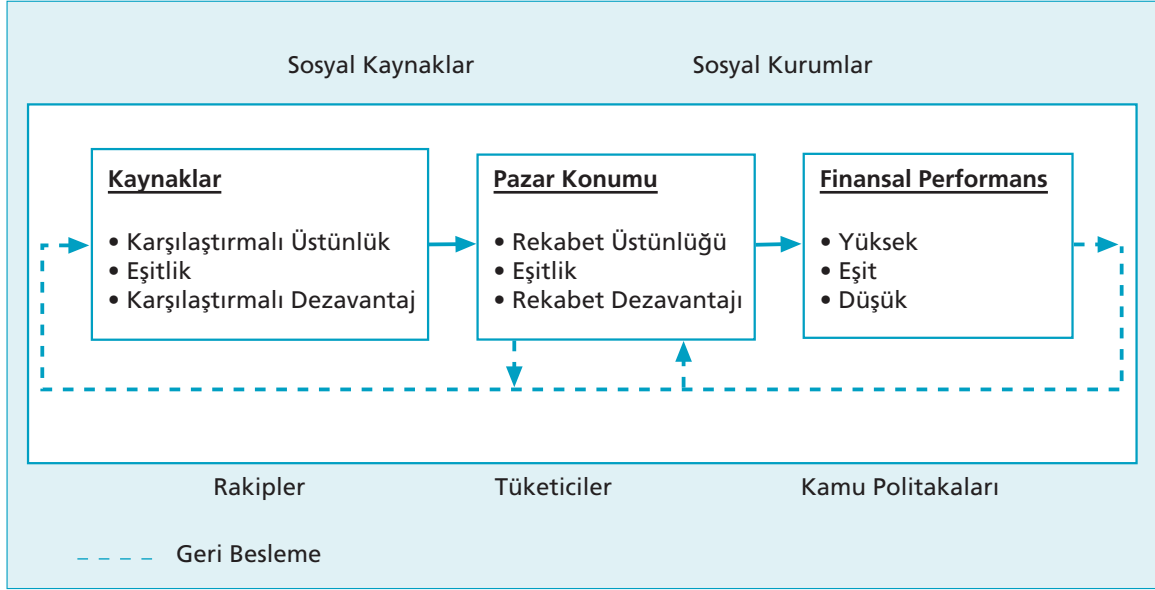 Sosyal Kaynaklar
Sosyal Kurumlar
Kaynaklar
• Karşılaştırmalı Üstünlük
• Eşitlik
• Karşılaştırmalı Dezavantaj
Pazar Konumu
• Rekabet Üstünlüğü
• Eşitlik
• Rekabet Dezavantajı
Finansal Performans
• Yüksek
• Eşit
• Düşük
Rakipler
Tüketiciler
Kamu Politakaları
Geri Besleme